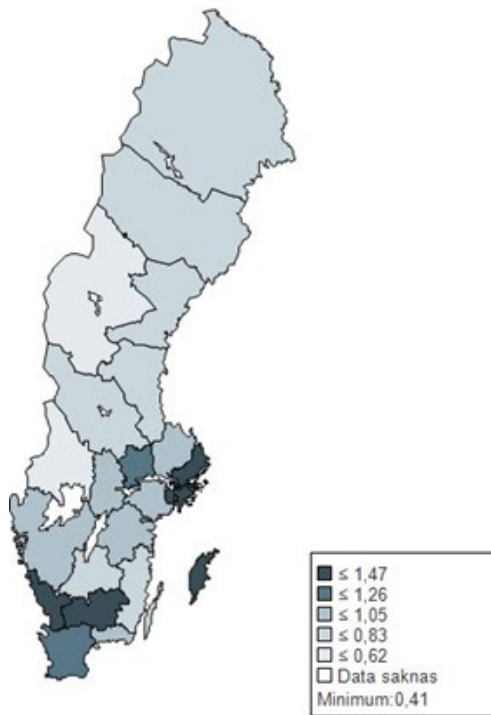 ≤ 1,47
≤ 1,26
≤ 1,05
≤ 0,83
≤ 0,62
Data saknas
Minimum:0,41